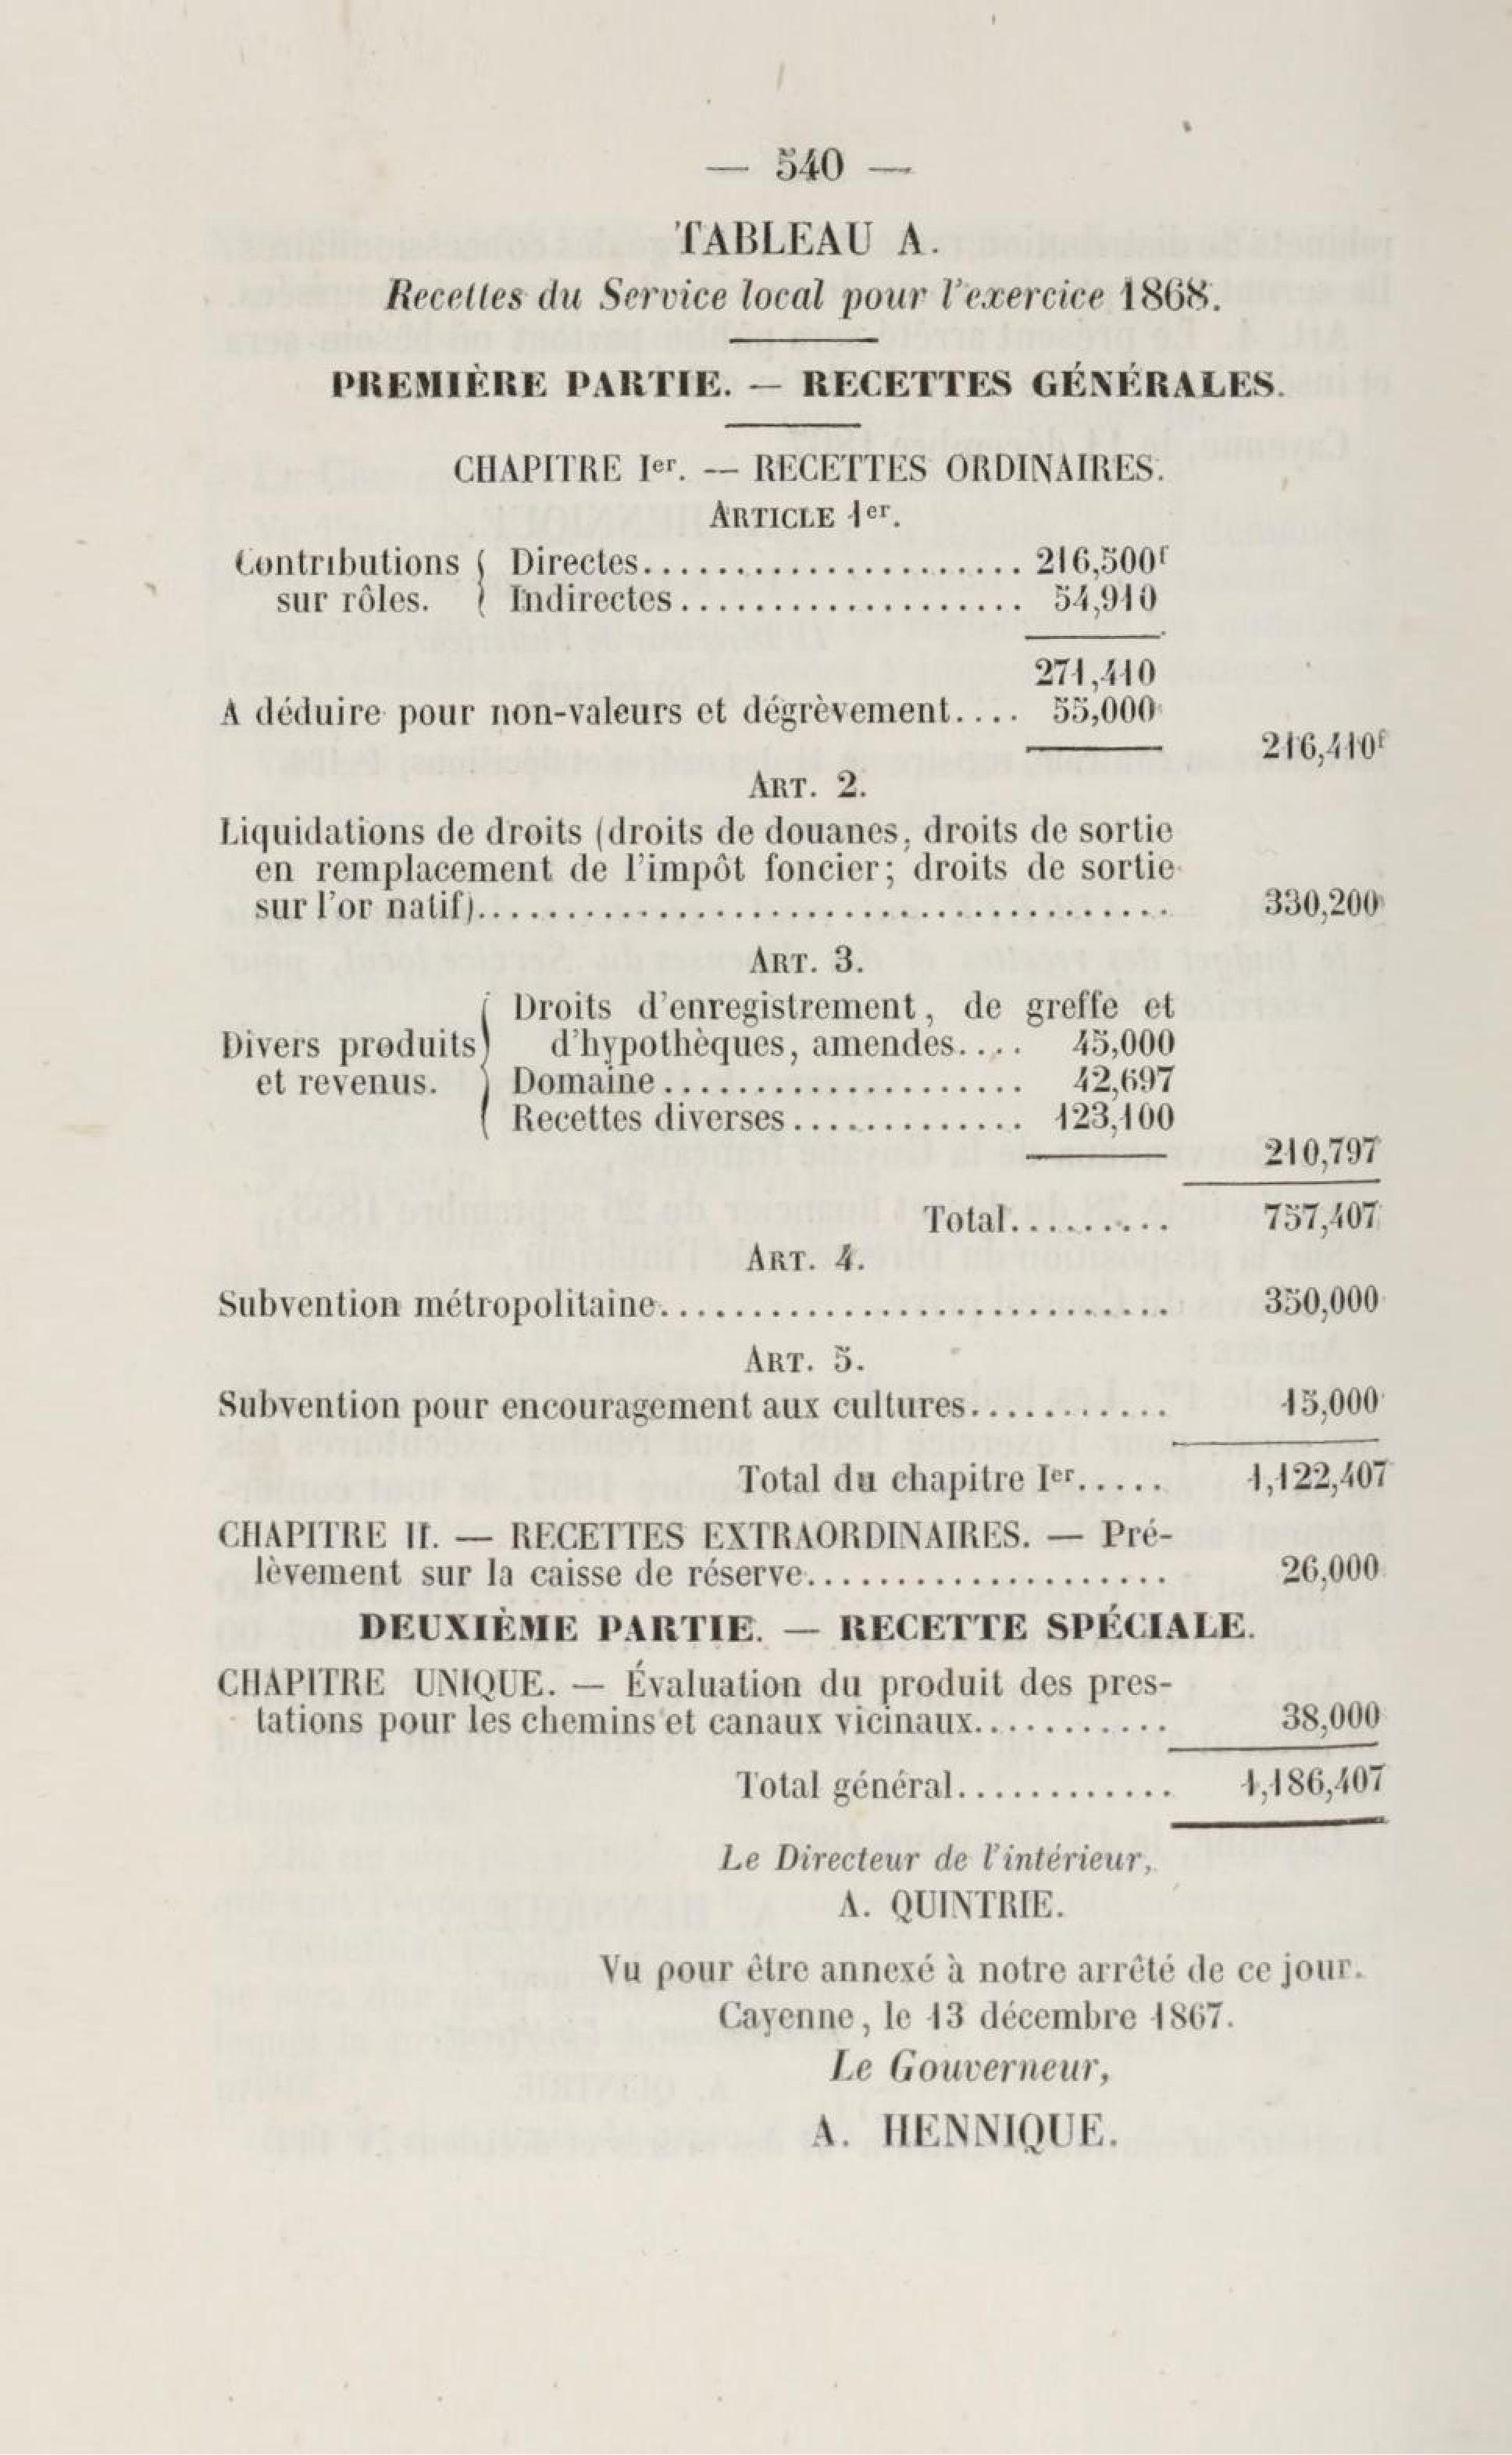 — 540 —
TABLEAU A.
Recettes du Service local pour l'exercice 1868.
PREMIÈRE PARTIE. — RECETTES GÉNÉRALES.
CHAPITRE Ier. — RECETTES ORDINAIRES.
ARTICLE 1er.
Contributions { Directes...................... 216,500f
sur rôles. { Indirectes................... 54,910
271,410
A déduire pour non-valeurs et dégrèvement.... 55,000
216,410f
ART. 2.
Liquidations de droits (droits de douanes, droits de sortie
en remplacement de l'impôt foncier; droits de sortie
sur l'or natif)...................................... 330,200
ART. 3.
Droits d'enregistrement, de greffe et
Divers produits d'hypothèques, amendes.... 45,000
et revenus. Domaine.................... 42,697
Recettes diverses............. 123,100
210,797
Total......... 757,407
ART. 4.
Subvention métropolitaine............................ 350,000
ART. 5.
Subvention pour encouragement aux cultures........... 15,000
Total du chapitre Ier..... 1,122,407
CHAPITRE II. — RECETTES EXTRAORDINAIRES. — Pré-
lèvement sur la caisse de réserve.................... 26,000
DEUXIÈME PARTIE. — RECETTE SPÉCIALE.
CHAPITRE UNIQUE. — Évaluation du produit des pres-
tations pour les chemins et canaux vicinaux........... 38,000
Total général............ 1,186,407
Le Directeur de l'intérieur,
A. QUINTRIE.
Vu pour être annexé à notre arrêté de ce jour.
Cayenne, le 13 décembre 1867.
Le Gouverneur,
A. HENNIQUE.